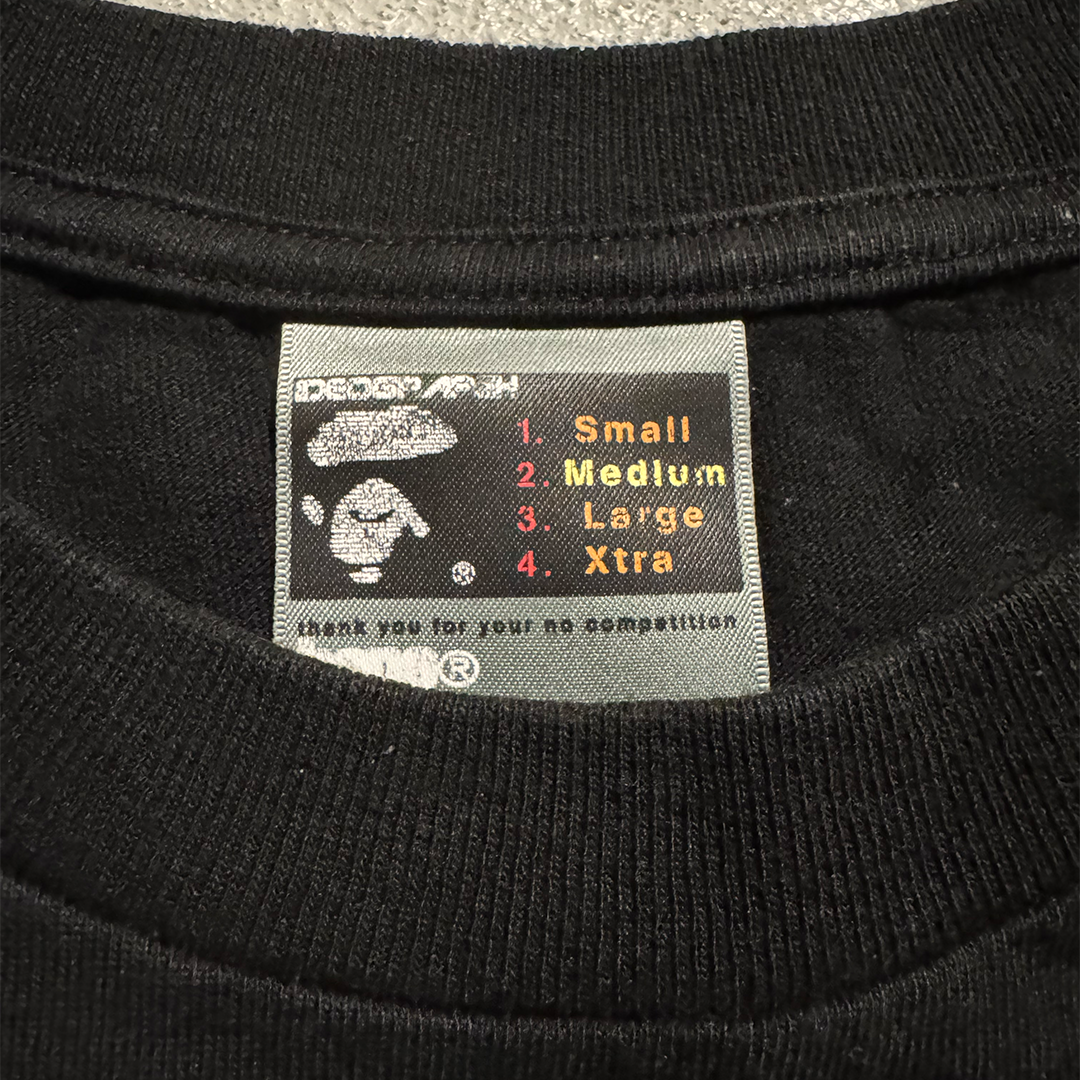 1. Small
2. Medium
3. Large
4. Xtra
®
thank you for your no competition
®